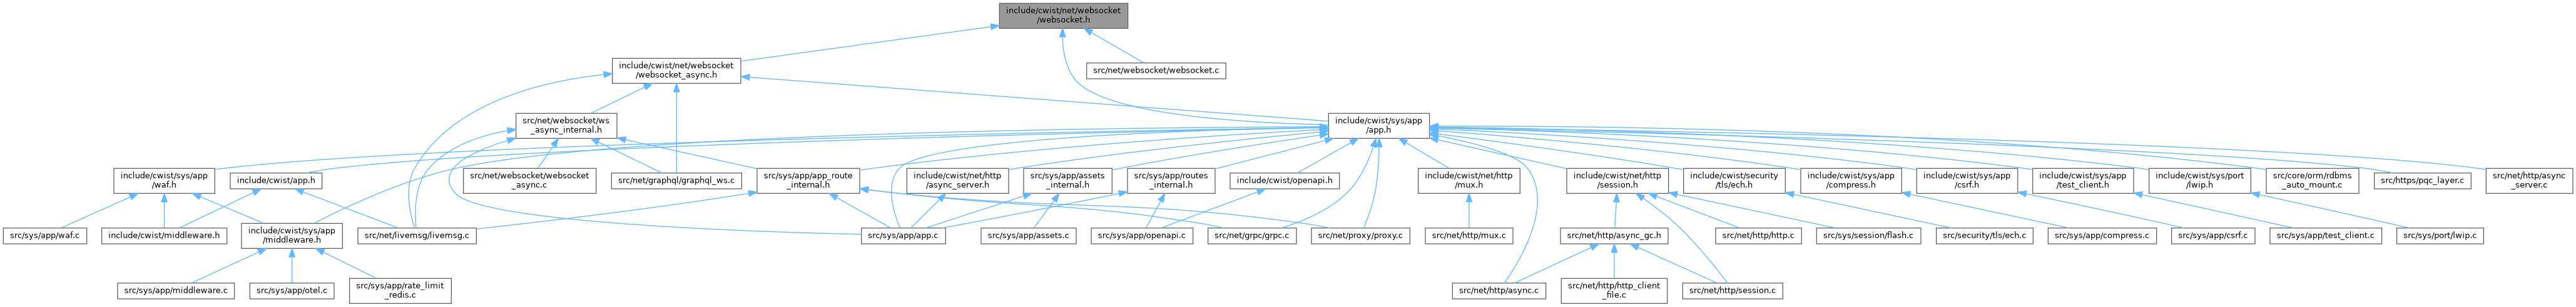 include/cwist/net/websocket
/websocket.h
include/cwist/net/websocket
/websocket_async.h
src/net/websocket/websocket.c
src/net/websocket/ws
_async_internal.h
include/cwist/sys/app
/app.h
include/cwist/sys/app
/waf.h
include/cwist/app.h
src/net/websocket/websocket
_async.c
src/net/graphql/graphql_ws.c
src/sys/app/app_route
_internal.h
include/cwist/net/http
/async_server.h
src/sys/app/assets
_internal.h
src/sys/app/routes
_internal.h
include/cwist/openapi.h
include/cwist/net/http
/mux.h
include/cwist/net/http
/session.h
include/cwist/security
/tls/ech.h
include/cwist/sys/app
/compress.h
include/cwist/sys/app
/csrf.h
include/cwist/sys/app
/test_client.h
include/cwist/sys/port
/lwip.h
src/core/orm/rdbms
_auto_mount.c
src/https/pqc_layer.c
src/net/http/async
_server.c
src/sys/app/waf.c
include/cwist/middleware.h
include/cwist/sys/app
/middleware.h
src/net/livemsg/livemsg.c
src/sys/app/app.c
src/sys/app/assets.c
src/sys/app/openapi.c
src/net/grpc/grpc.c
src/net/proxy/proxy.c
src/net/http/mux.c
src/net/http/async_gc.h
src/net/http/http.c
src/sys/session/flash.c
src/security/tls/ech.c
src/sys/app/compress.c
src/sys/app/csrf.c
src/sys/app/test_client.c
src/sys/port/lwip.c
src/sys/app/middleware.c
src/sys/app/otel.c
src/sys/app/rate_limit
_redis.c
src/net/http/async.c
src/net/http/http_client
_file.c
src/net/http/session.c